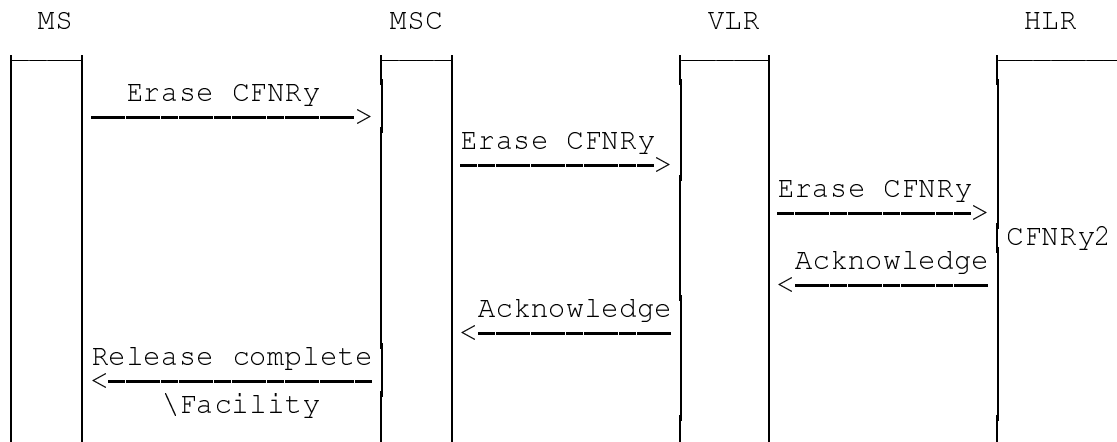 MS MSC VLR HLR
Erase CFNRy
Erase CFNRy
Erase CFNRy
CFNRy2
Acknowledge
Acknowledge
Release complete
\Facility